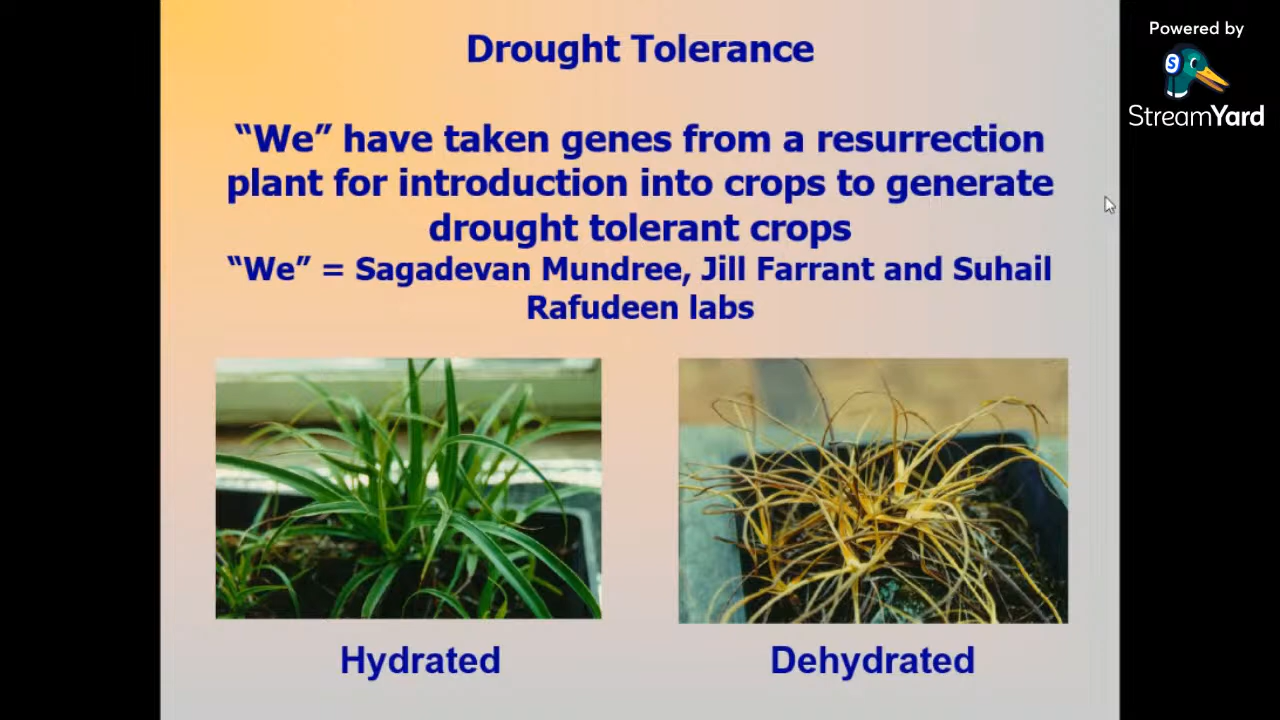 Drought Tolerance
“We” have taken genes from a resurrection
plant for introduction into crops to generate
drought tolerant crops
“We” = Sagadevan Mundree, Jill Farrant and Suhail
Rafudeen labs
Hydrated
Dehydrated
Powered by
S
StreamYard